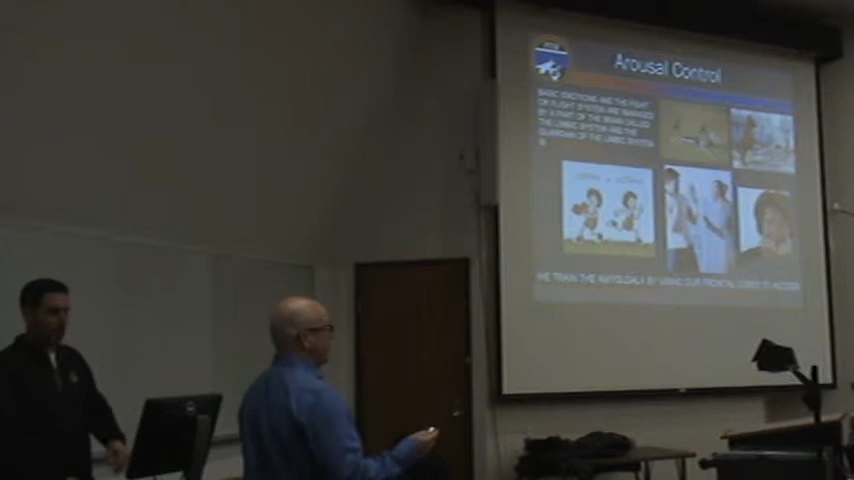 Arousal Control
BASIC EMOTIONS AND THE FIGHT
OR FLIGHT SYSTEM ARE MANAGED
BY A PART OF THE BRAIN CALLED
THE LIMBIC SYSTEM AND THE
GUARDIAN OF THE LIMBIC SYSTEM
IS
WE TRAIN THE AMYGDALA BY USING OUR FRONTAL LOBES TO ACCESS